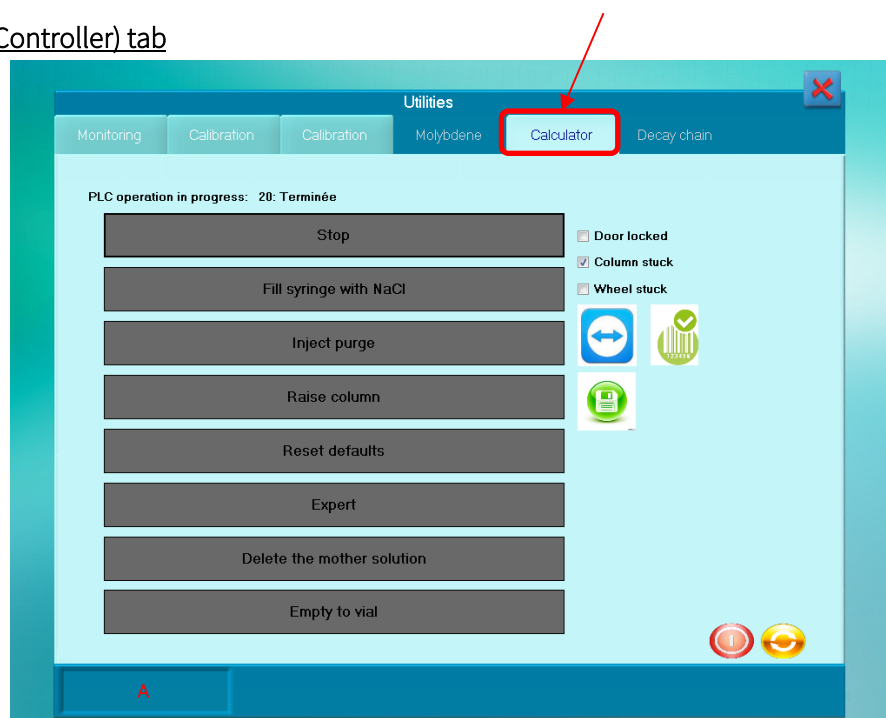 Controller) tab
Utilities
Monitoring Calibration Calibration Molybdene Calculator Decay chain
PLC operation in progress: 20: Terminée
Stop
Door locked
Column stuck
Fill syringe with NaCl
Wheel stuck
Inject purge
123456
Raise column
Reset defaults
Expert
Delete the mother solution
Empty to vial
A